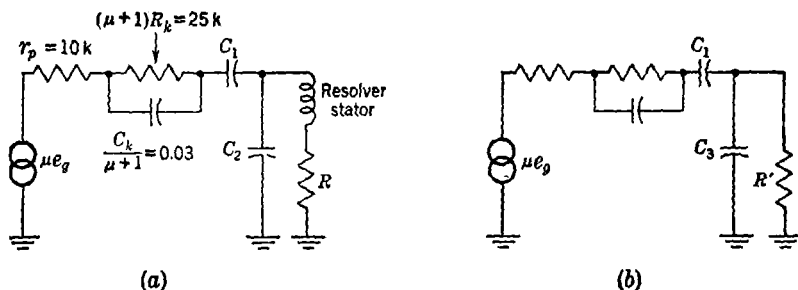 (μ+1)R_k=25 k
r_p = 10 k
C_1
Resolver
stator
C_k
μ+1
=0.03
C_2
R
μe_g
(a)
C_1
C_3
R'
μe_g
(b)